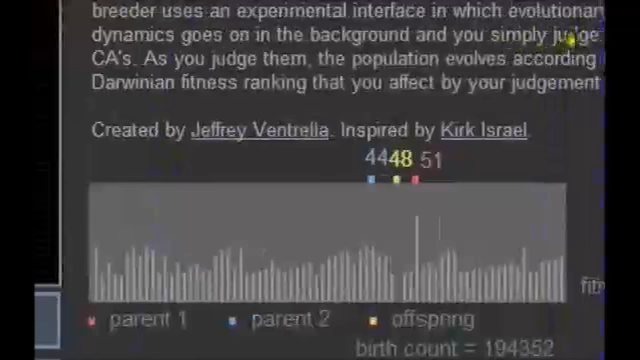 breeder uses an experimental interface in which evolutionar
dynamics goes on in the background and you simply judge
CA's. As you judge them, the population evolves according
Darwinian fitness ranking that you affect by your judgement
Created by Jeffrey Ventrella. Inspired by Kirk Israel.
44 48 51
fitn
parent 1 parent 2 offspring
birth count = 194352